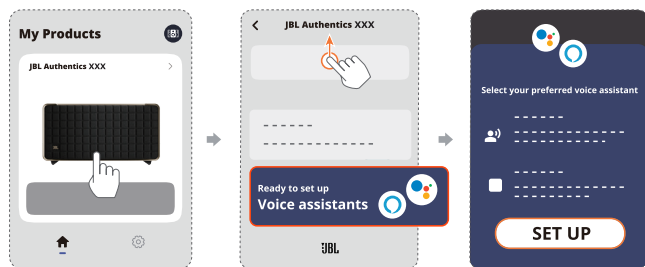 My Products
JBL Authentics XXX
JBL
JBL Authentics XXX
Ready to set up
Voice assistants
JBL
Select your preferred voice assistant
SET UP